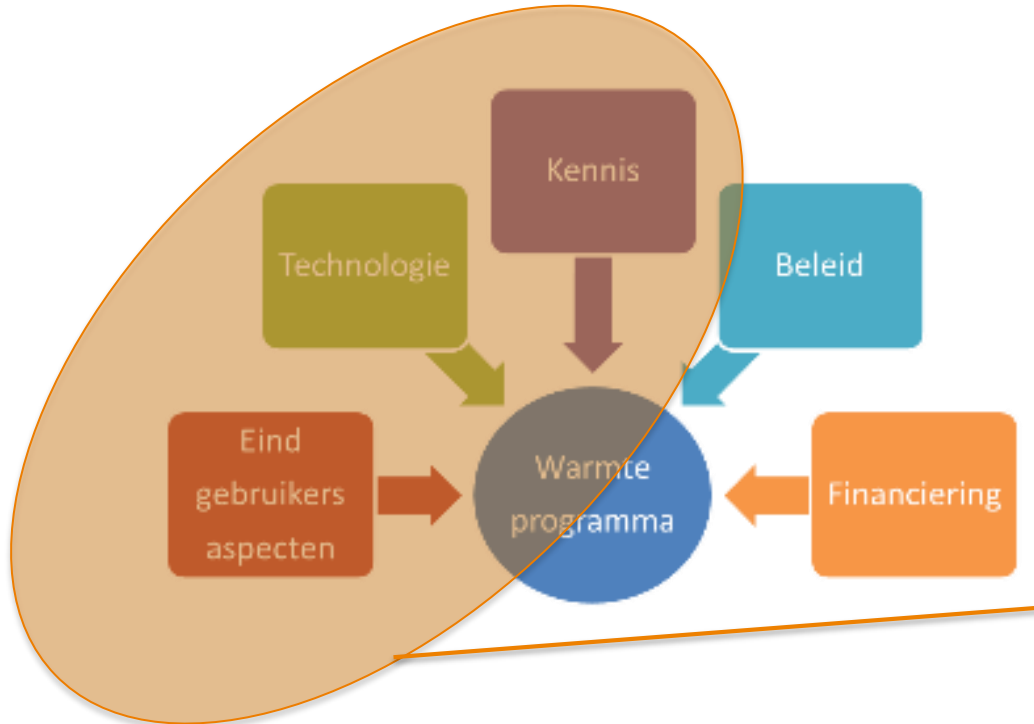 Kennis
Technologie
Beleid
Eind
gebruikers
aspecten
Warmte
programma
Financiering